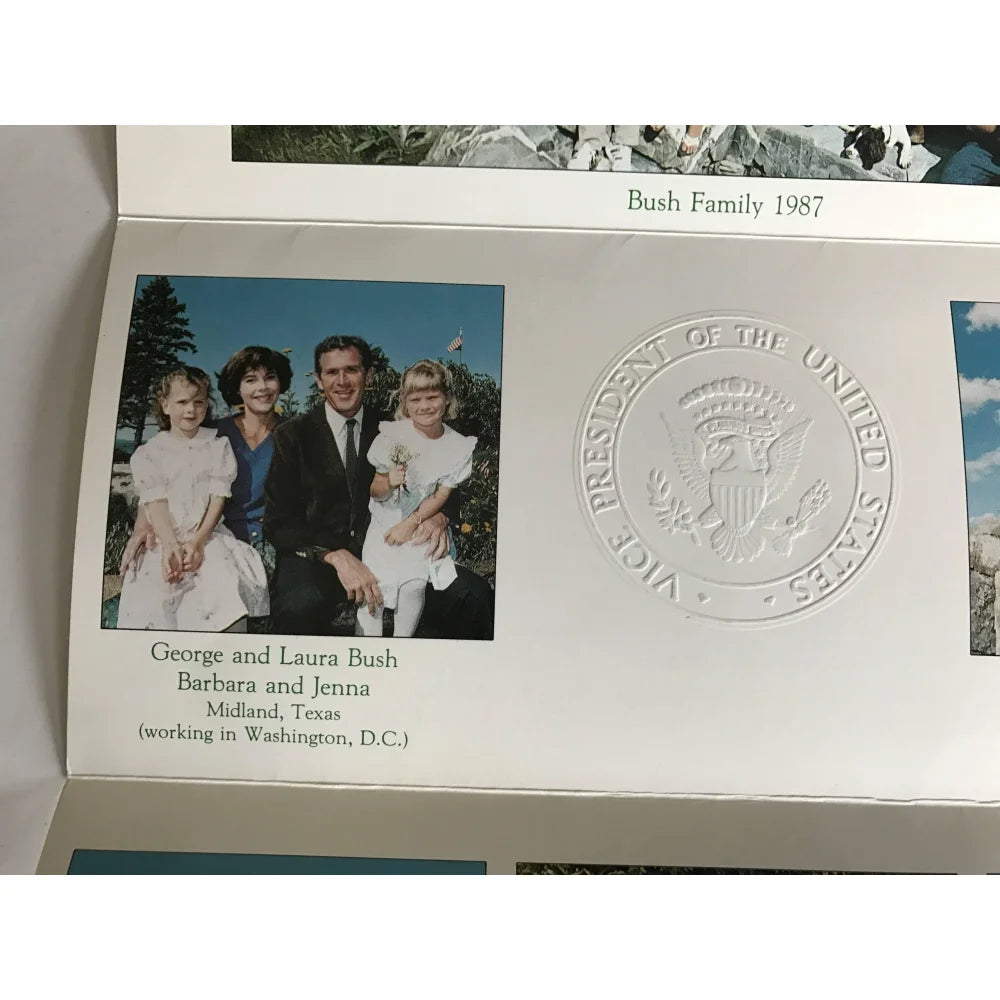 Bush Family 1987
VICE PRESIDENT OF THE UNITED STATES
George and Laura Bush
Barbara and Jenna
Midland, Texas
(working in Washington, D.C.)